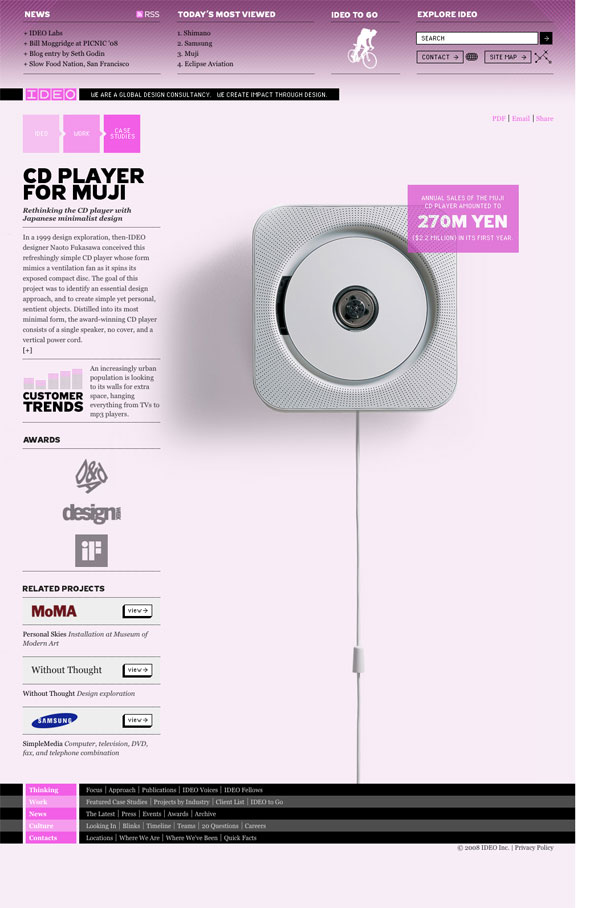 NEWS
RSS
+ IDEO Labs
+ Bill Moggridge at PICNIC '08
+ Blog entry by Seth Godin
+ Slow Food Nation, San Francisco
TODAY'S MOST VIEWED
1. Shimano
2. Samsung
3. Muji
4. Eclipse Aviation
IDEO TO GO
EXPLORE IDEO
SEARCH
CONTACT
SITE MAP
IDEO
WE ARE A GLOBAL DESIGN CONSULTANCY. WE CREATE IMPACT THROUGH DESIGN.
PDF | Email | Share
IDEO
WORK
CASE
STUDIES
CD PLAYER
FOR MUJI
Rethinking the CD player with
Japanese minimalist design
In a 1999 design exploration, then-IDEO
designer Naoto Fukasawa conceived this
refreshingly simple CD player whose form
mimics a ventilation fan as it spins its
exposed compact disc. The goal of this
project was to identify an essential design
approach, and to create simple yet personal,
sentient objects. Distilled into its most
minimal form, the award-winning CD player
consists of a single speaker, no cover, and a
vertical power cord.
[+]
ANNUAL SALES OF THE MUJI
CD PLAYER AMOUNTED TO
270M YEN
($2.2 MILLION) IN ITS FIRST YEAR.
CUSTOMER
TRENDS
An increasingly urban
population is looking
to its walls for extra
space, hanging
everything from TVs to
mp3 players.
AWARDS
D&AD
design
iF
RELATED PROJECTS
MoMA
view
Personal Skies Installation at Museum of
Modern Art
Without Thought
view
Without Thought Design exploration
SAMSUNG
view
SimpleMedia Computer, television, DVD,
fax, and telephone combination
Thinking
Focus | Approach | Publications | IDEO Voices | IDEO Fellows
Work
Featured Case Studies | Projects by Industry | Client List | IDEO to Go
News
The Latest | Press | Events | Awards | Archive
Culture
Looking In | Blinks | Timeline | Teams | 20 Questions | Careers
Contacts
Locations | Where We Are | Where We've Been | Quick Facts
© 2008 IDEO Inc. | Privacy Policy